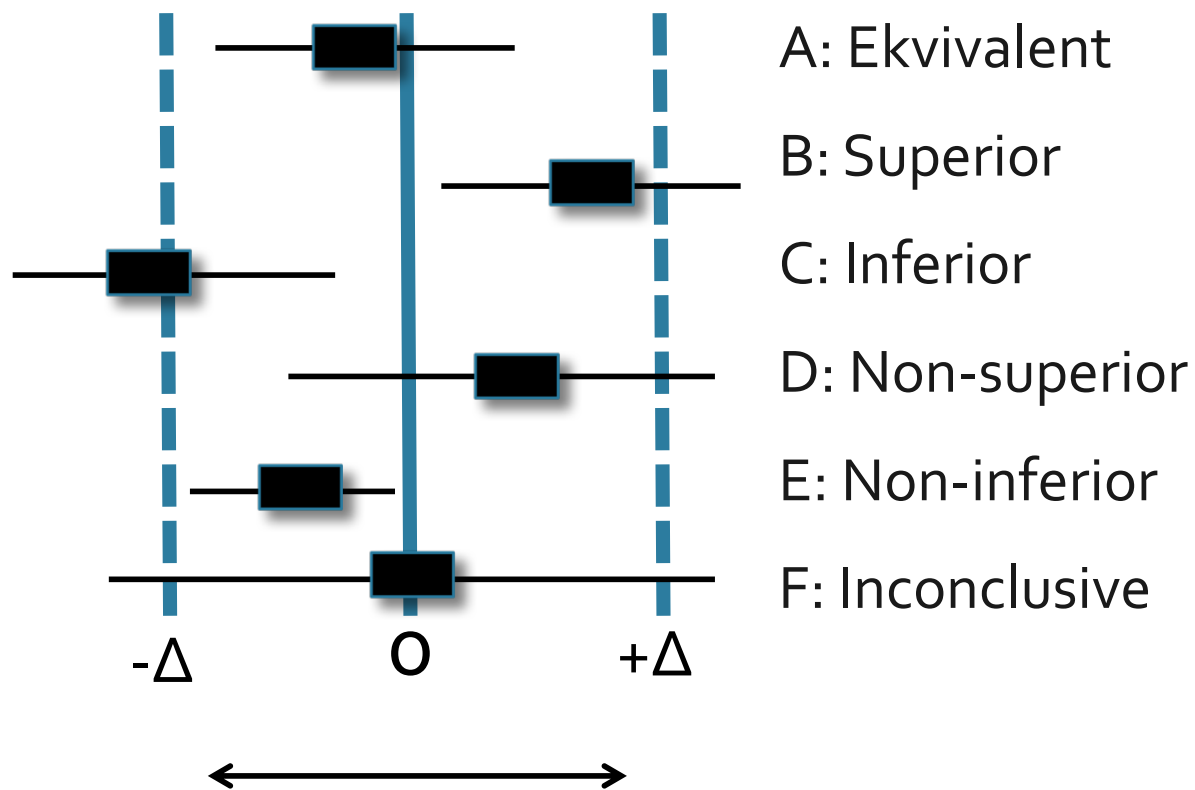 A: Ekvivalent
B: Superior
C: Inferior
D: Non-superior
E: Non-inferior
F: Inconclusive
-Δ 0 +Δ